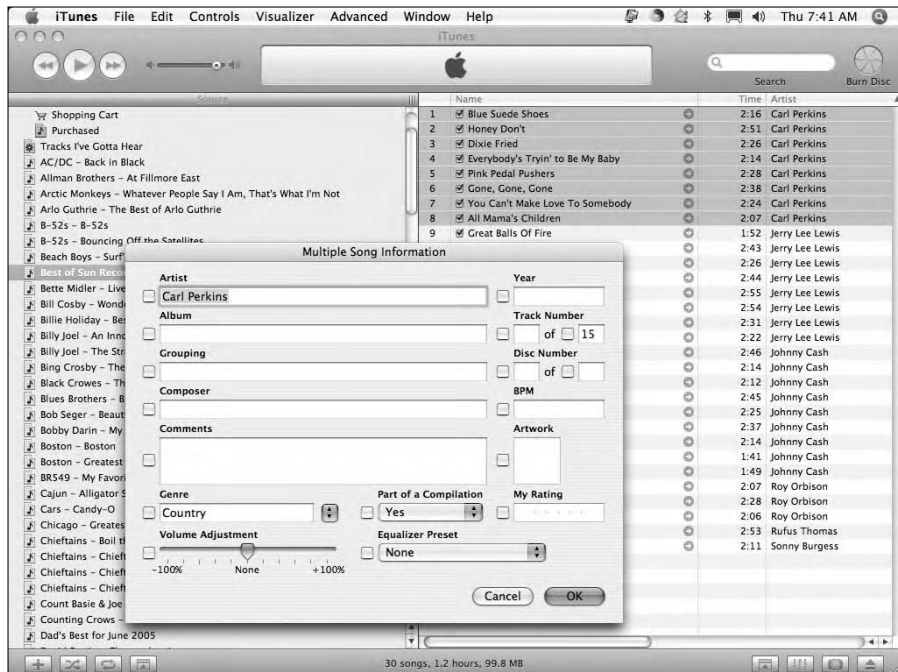 iTunes File Edit Controls Visualizer Advanced Window Help Thu 7:41 AM
iTunes
Search
Burn Disc
Source
Shopping Cart
Purchased
Tracks I've Gotta Hear
AC/DC - Back in Black
Allman Brothers - At Fillmore East
Arctic Monkeys - Whatever People Say I Am, That's What I'm Not
Arlo Guthrie - The Best of Arlo Guthrie
B-52s - B-52s
B-52s - Bouncing Off the Satellites
Beach Boys - Surf
Best of Sun Reco
Bette Midler - Live
Bill Cosby - Wond
Billie Holiday - Be
Billy Joel - An Inno
Billy Joel - The Str
Bing Crosby - The
Black Crowes - Th
Blues Brothers - B
Bob Seger - Beaut
Bobby Darin - My
Boston - Boston
Boston - Greatest
BR549 - My Favori
Cajun - Alligator S
Cars - Candy-O
Chicago - Greates
Chieftains - Boil t
Chieftains - Chief
Chieftains - Chieft
Chieftains - Chieft
Count Basie & Joe
Counting Crows -
Dad's Best for June 2005
Name Time Artist
1 Blue Suede Shoes 2:16 Carl Perkins
2 Honey Don't 2:51 Carl Perkins
3 Dixie Fried 2:26 Carl Perkins
4 Everybody's Tryin' to Be My Baby 2:14 Carl Perkins
5 Pink Pedal Pushers 2:28 Carl Perkins
6 Gone, Gone, Gone 2:38 Carl Perkins
7 You Can't Make Love To Somebody 2:24 Carl Perkins
8 All Mama's Children 2:07 Carl Perkins
9 Great Balls Of Fire 1:52 Jerry Lee Lewis
2:43 Jerry Lee Lewis
2:26 Jerry Lee Lewis
2:44 Jerry Lee Lewis
2:55 Jerry Lee Lewis
2:54 Jerry Lee Lewis
2:31 Jerry Lee Lewis
2:22 Jerry Lee Lewis
2:46 Johnny Cash
2:14 Johnny Cash
2:12 Johnny Cash
2:45 Johnny Cash
2:25 Johnny Cash
2:37 Johnny Cash
2:14 Johnny Cash
1:41 Johnny Cash
1:49 Johnny Cash
2:07 Roy Orbison
2:28 Roy Orbison
2:06 Roy Orbison
2:53 Rufus Thomas
2:11 Sonny Burgess
Multiple Song Information
Artist Year
Carl Perkins
Album Track Number
of 15
Grouping Disc Number
of
Composer BPM
Comments Artwork
Genre Part of a Compilation My Rating
Country Yes
Volume Adjustment Equalizer Preset
None
-100% None +100%
Cancel OK
30 songs, 1.2 hours, 99.8 MB